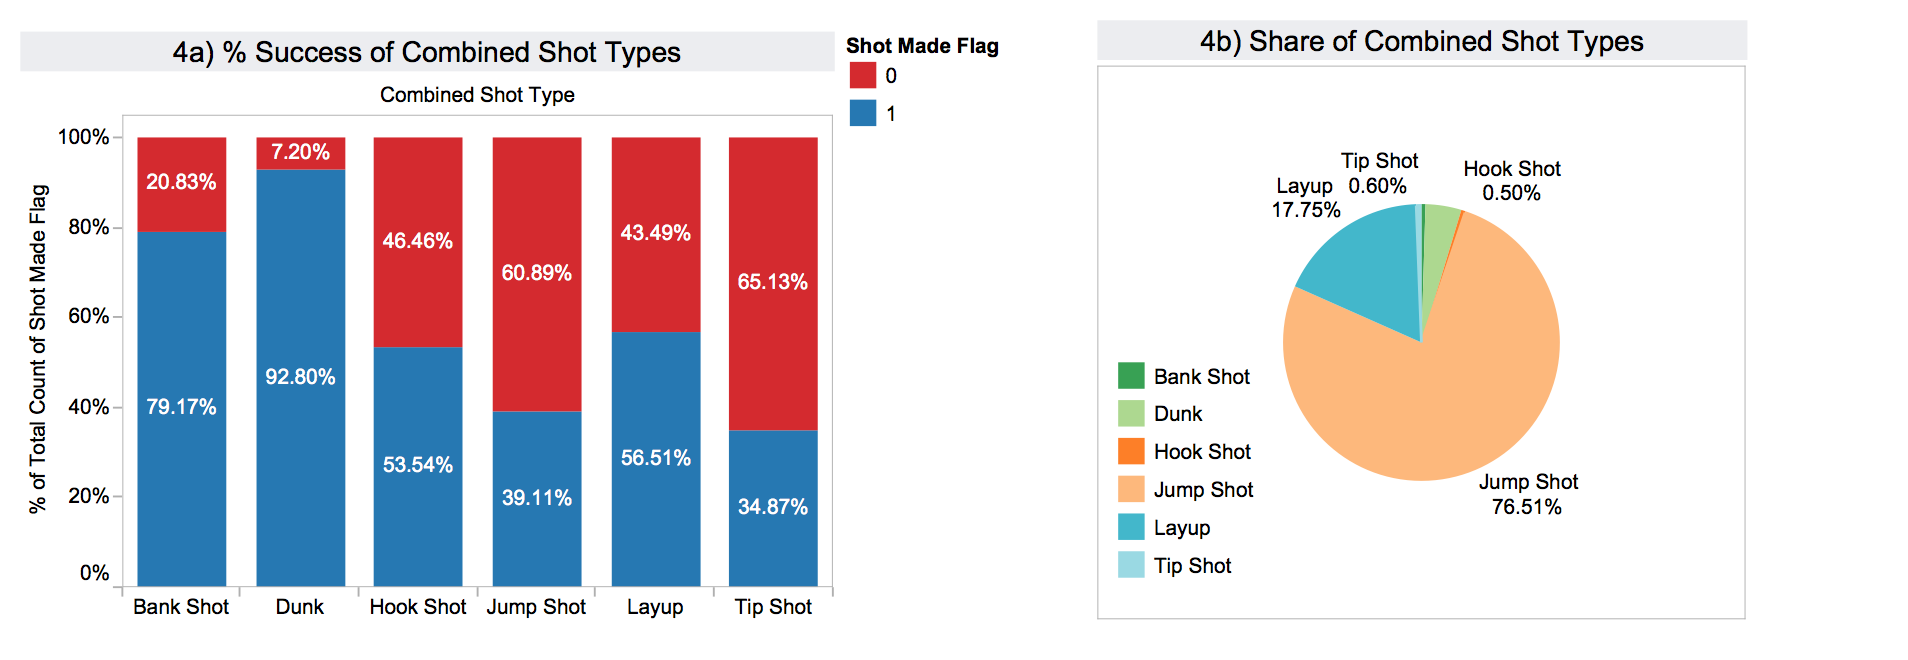 4a) % Success of Combined Shot Types
Shot Made Flag
0
1
Combined Shot Type
% of Total Count of Shot Made Flag
100%
80%
60%
40%
20%
0%
20.83%
7.20%
46.46%
60.89%
43.49%
65.13%
79.17%
92.80%
53.54%
39.11%
56.51%
34.87%
Bank Shot
Dunk
Hook Shot
Jump Shot
Layup
Tip Shot
4b) Share of Combined Shot Types
Tip Shot
0.60%
Hook Shot
0.50%
Layup
17.75%
Jump Shot
76.51%
Bank Shot
Dunk
Hook Shot
Jump Shot
Layup
Tip Shot